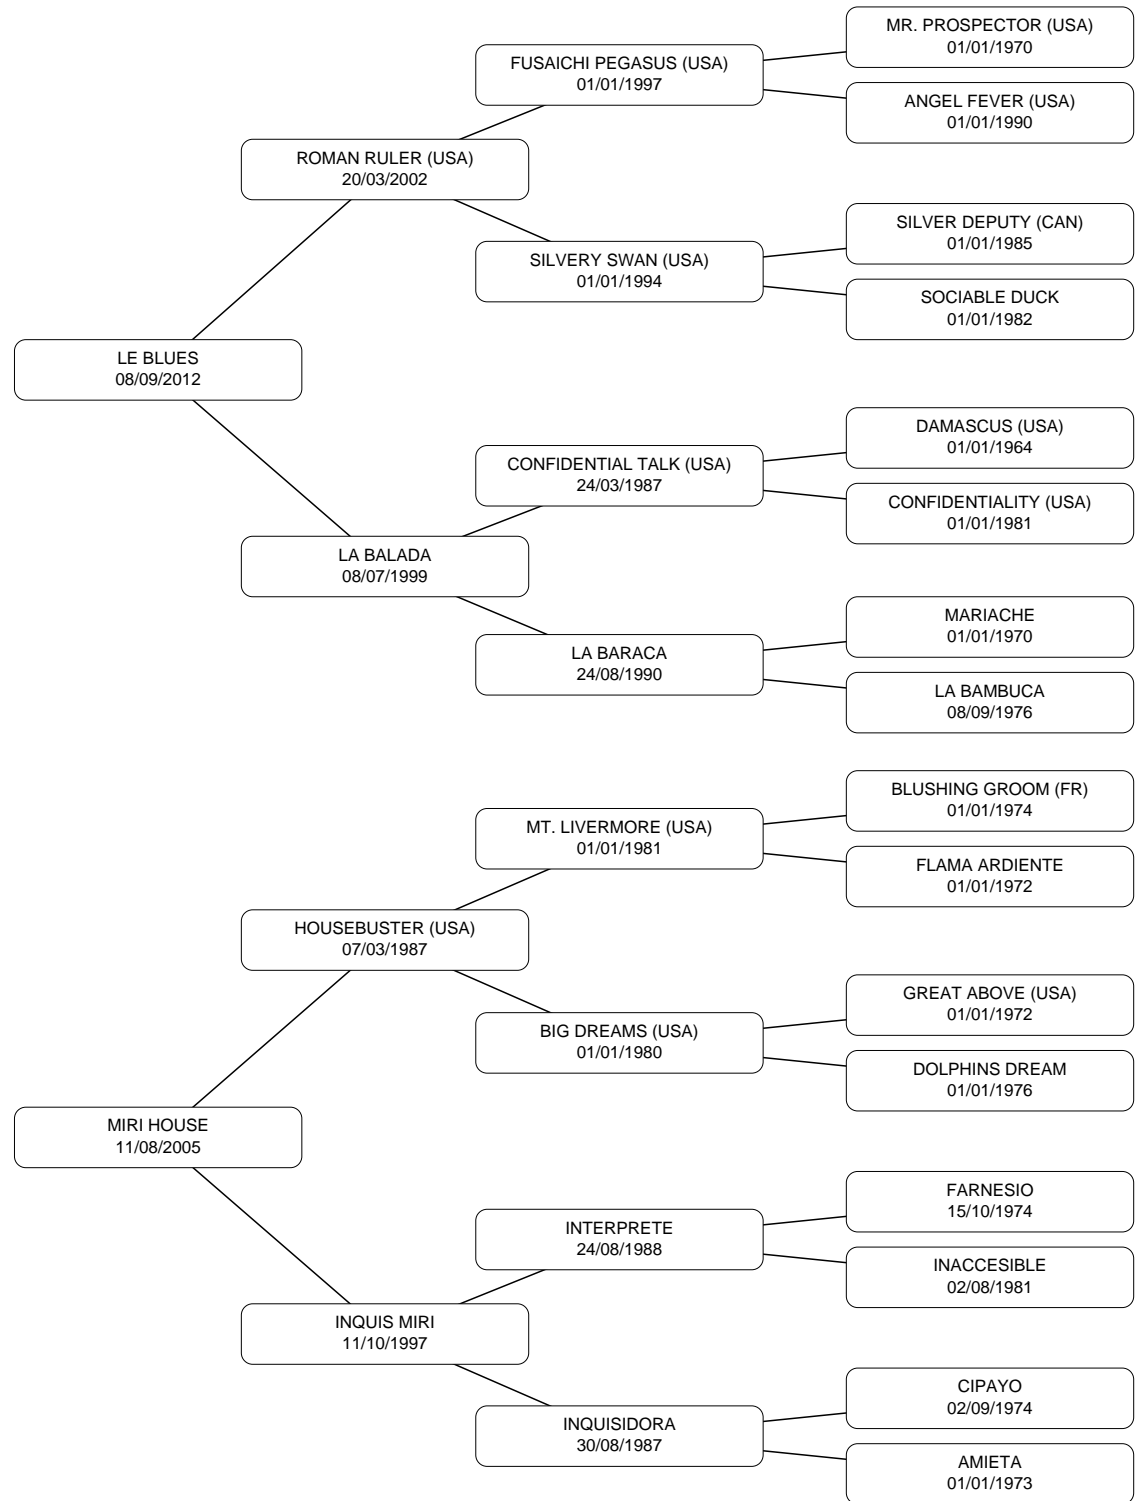 MR. PROSPECTOR (USA)
01/01/1970
FUSAICHI PEGASUS (USA)
01/01/1997
ANGEL FEVER (USA)
01/01/1990
ROMAN RULER (USA)
20/03/2002
SILVER DEPUTY (CAN)
01/01/1985
SILVERY SWAN (USA)
01/01/1994
SOCIABLE DUCK
01/01/1982
LE BLUES
08/09/2012
DAMASCUS (USA)
01/01/1964
CONFIDENTIAL TALK (USA)
24/03/1987
CONFIDENTIALITY (USA)
01/01/1981
LA BALADA
08/07/1999
MARIACHE
01/01/1970
LA BARACA
24/08/1990
LA BAMBUCA
08/09/1976
BLUSHING GROOM (FR)
01/01/1974
MT. LIVERMORE (USA)
01/01/1981
FLAMA ARDIENTE
01/01/1972
HOUSEBUSTER (USA)
07/03/1987
GREAT ABOVE (USA)
01/01/1972
BIG DREAMS (USA)
01/01/1980
DOLPHINS DREAM
01/01/1976
MIRI HOUSE
11/08/2005
FARNESIO
15/10/1974
INTERPRETE
24/08/1988
INACCESIBLE
02/08/1981
INQUIS MIRI
11/10/1997
CIPAYO
02/09/1974
INQUISIDORA
30/08/1987
AMIETA
01/01/1973